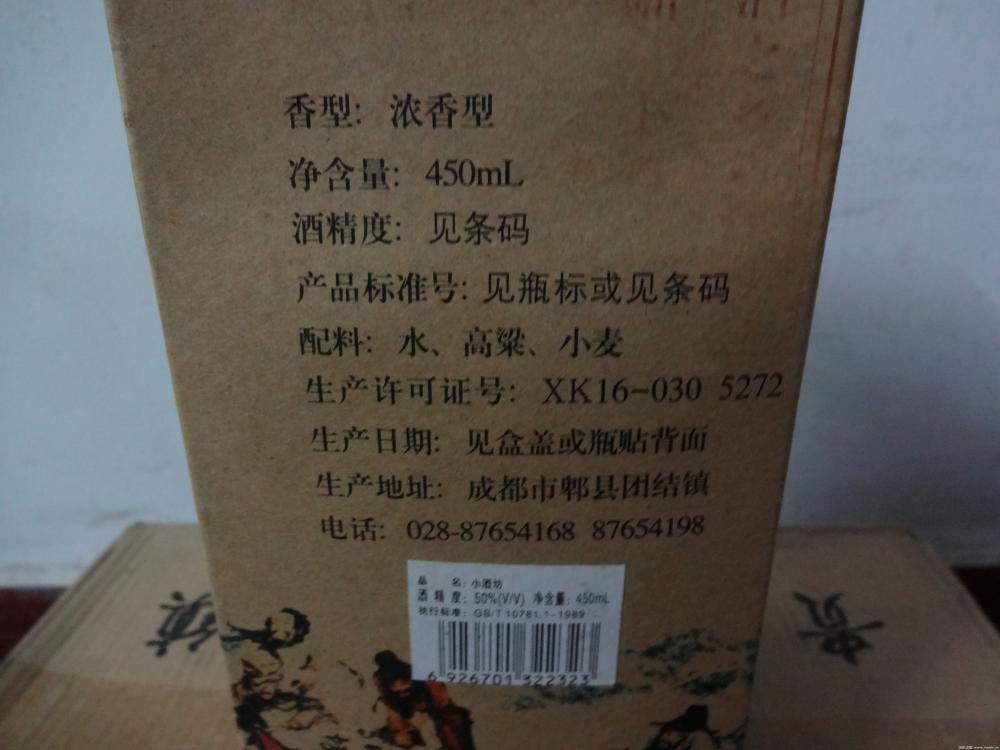 香型: 浓香型
净含量: 450mL
酒精度: 见条码
产品标准号: 见瓶标或见条码
配料: 水、高粱、小麦
生产许可证号: XK16-030 5272
生产日期: 见盒盖或瓶贴背面
生产地址: 成都市郫县团结镇
电话: 028-87654168 87654198
品 名: 小酒坊
酒 精 度: 50%(V/V) 净含量: 450mL
执行标准: GB/T 10781.1-1989
6 926701 322323